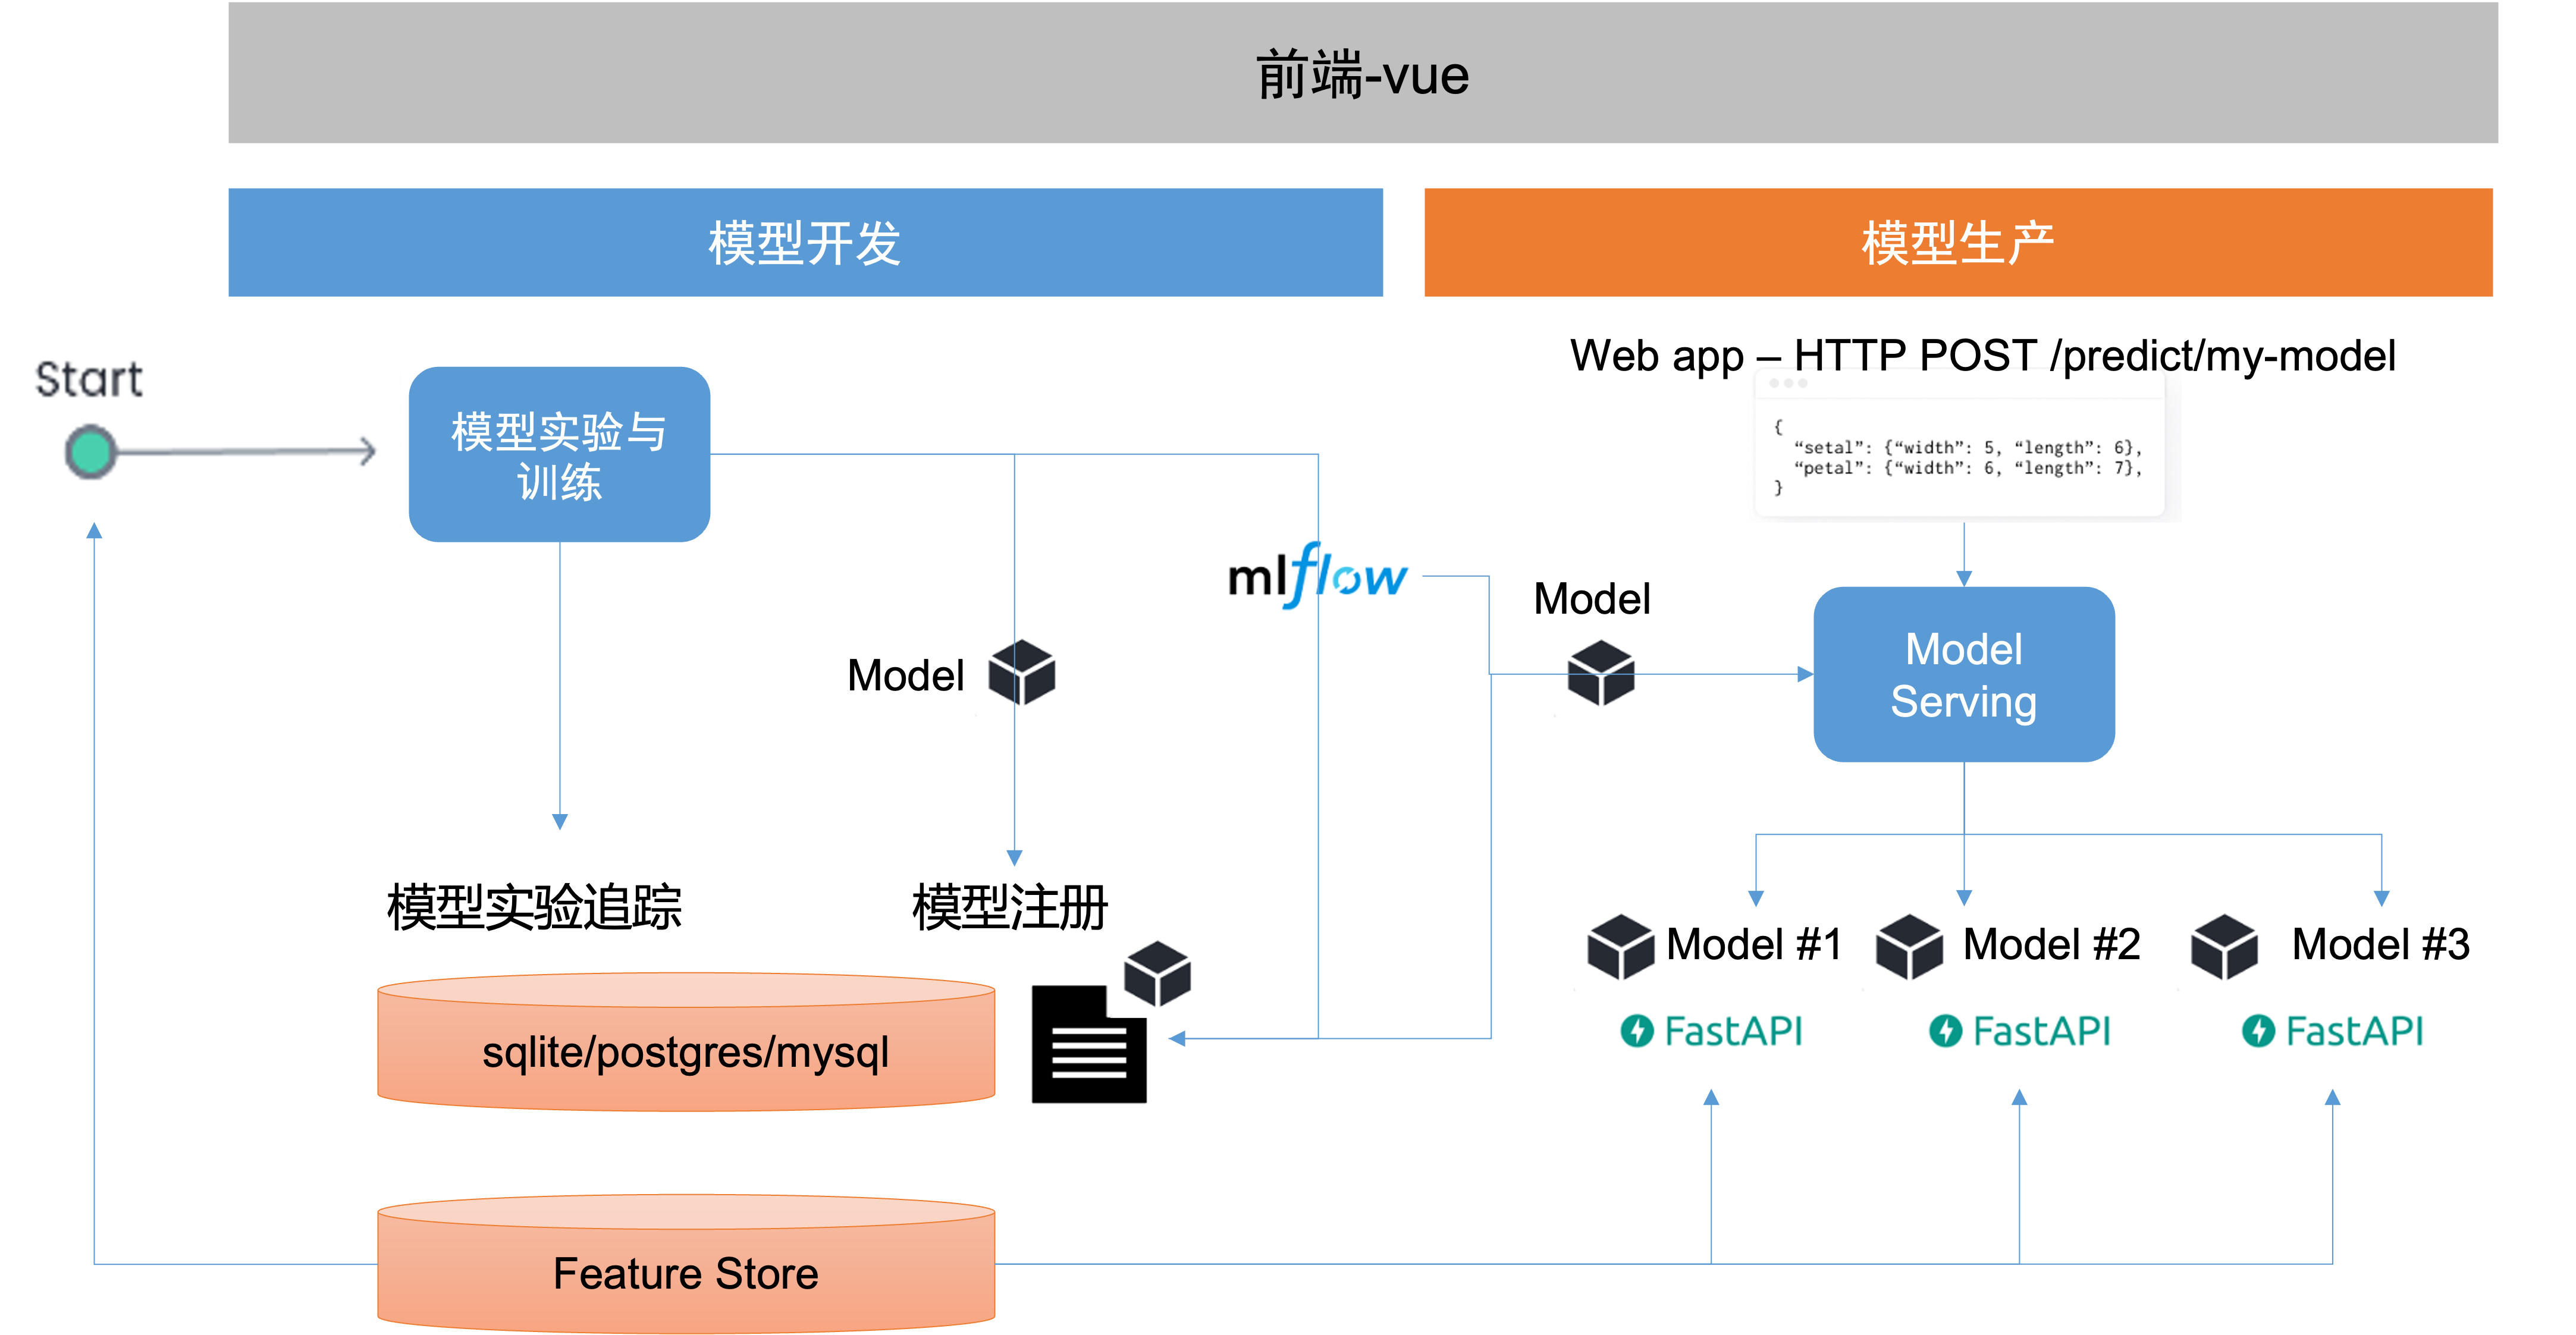 前端-vue
模型开发
模型生产
Start
模型实验与
训练
Web app – HTTP POST /predict/my-model
{
“setal”: {“width”: 5, “length”: 6},
“petal”: {“width”: 6, “length”: 7},
}
mlflow
Model
Model
Model
Serving
模型实验追踪
模型注册
Model #1
Model #2
Model #3
FastAPI
FastAPI
FastAPI
sqlite/postgres/mysql
Feature Store